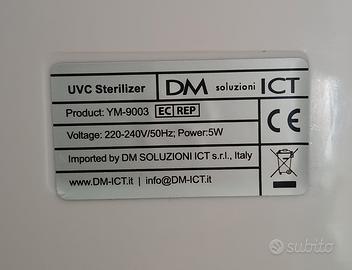 UVC Sterilizer DM soluzioni ICT
Product: YM-9003 EC REP
Voltage: 220-240V/50Hz; Power:5W
CE
Imported by DM SOLUZIONI ICT s.r.l., Italy
www.DM-ICT.it | info@DM-ICT.it
subito